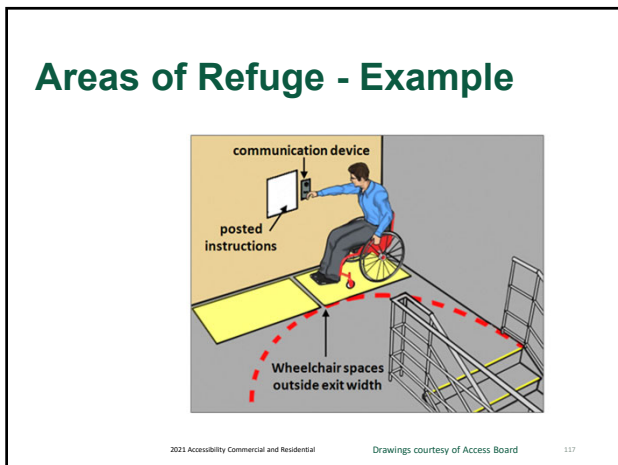 Areas of Refuge - Example
communication device
posted
instructions
Wheelchair spaces
outside exit width
2021 Accessibility Commercial and Residential
Drawings courtesy of Access Board
117